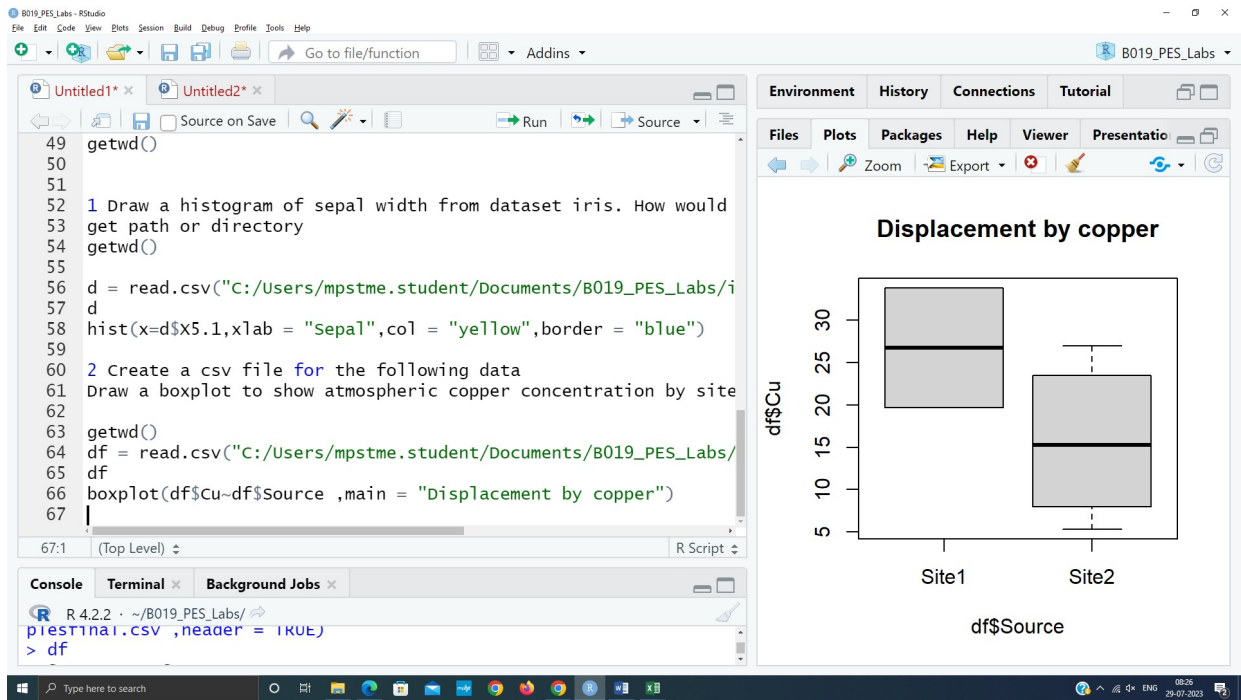 B019_PES_Labs - RStudio
File Edit Code View Plots Session Build Debug Profile Tools Help
Go to file/function
Addins
B019_PES_Labs
Untitled1*
Untitled2*
Source on Save
Run
Source
49 getwd()
50
51
52 1 Draw a histogram of sepal width from dataset iris. How would
53 get path or directory
54 getwd()
55
56 d = read.csv("C:/Users/mpstme.student/Documents/B019_PES_Labs/i
57 d
58 hist(x=d$X5.1,xlab = "Sepal",col = "yellow",border = "blue")
59
60 2 Create a csv file for the following data
61 Draw a boxplot to show atmospheric copper concentration by site
62
63 getwd()
64 df = read.csv("C:/Users/mpstme.student/Documents/B019_PES_Labs/
65 df
66 boxplot(df$Cu~df$Source ,main = "Displacement by copper")
67
67:1 (Top Level) R Script
Console Terminal Background Jobs
R 4.2.2 · ~/B019_PES_Labs/
plesfinal.csv ,header = TRUE)
> df
Environment History Connections Tutorial
Files Plots Packages Help Viewer Presentatio
Zoom Export
Displacement by copper
df$Cu
30
25
20
15
10
5
Site1 Site2
df$Source
Type here to search
ENG
08:26
29-07-2023